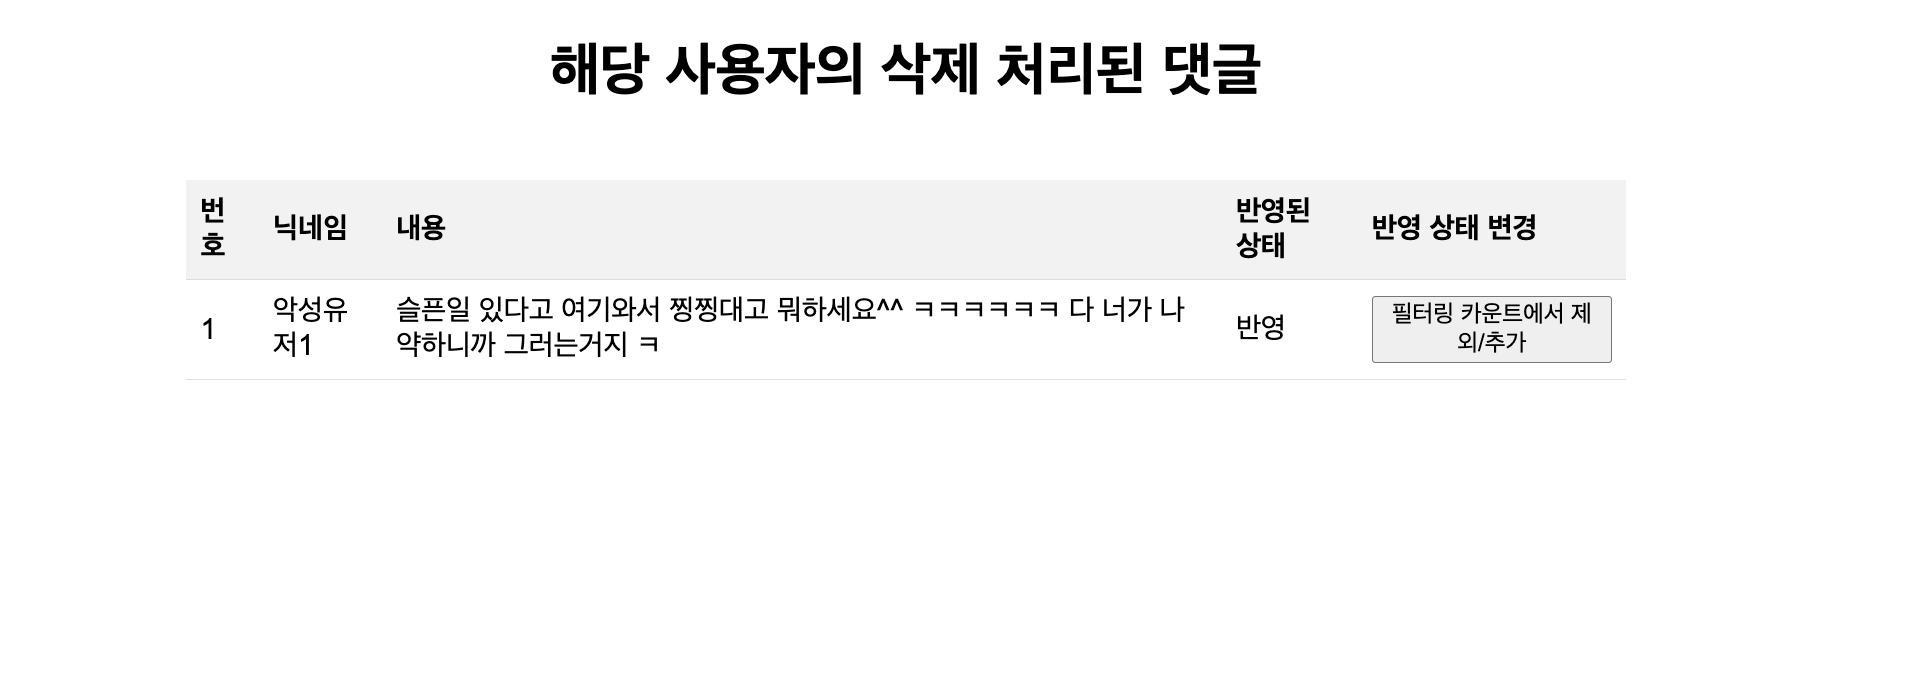 해당 사용자의 삭제 처리된 댓글
번
호
닉네임
내용
반영된
상태
반영 상태 변경
1
악성유
저1
슬픈일 있다고 여기와서 찡찡대고 뭐하세요^^ ㅋㅋㅋㅋㅋㅋ 다 너가 나
약하니까 그러는거지 ㅋ
반영
필터링 카운트에서 제
외/추가